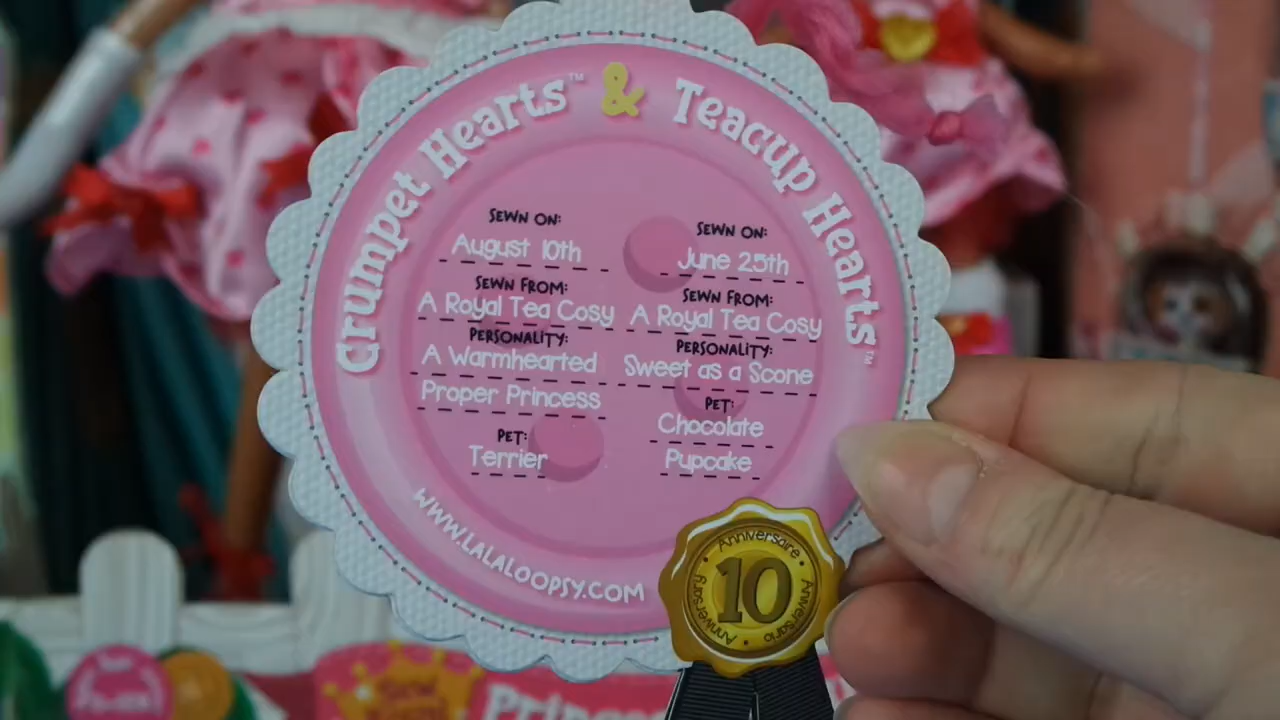 Crumpet Hearts™ & Teacup Hearts™
SEWN ON:
August 10th
SEWN FROM:
A Royal Tea Cosy
PERSONALITY:
A Warmhearted
Proper Princess
PET:
Terrier
SEWN ON:
June 25th
SEWN FROM:
A Royal Tea Cosy
PERSONALITY:
Sweet as a Scone
PET:
Chocolate
Pupcake
WWW.LALALOOPSY.COM
Anniversaire
10
Anniversary
Aniversario